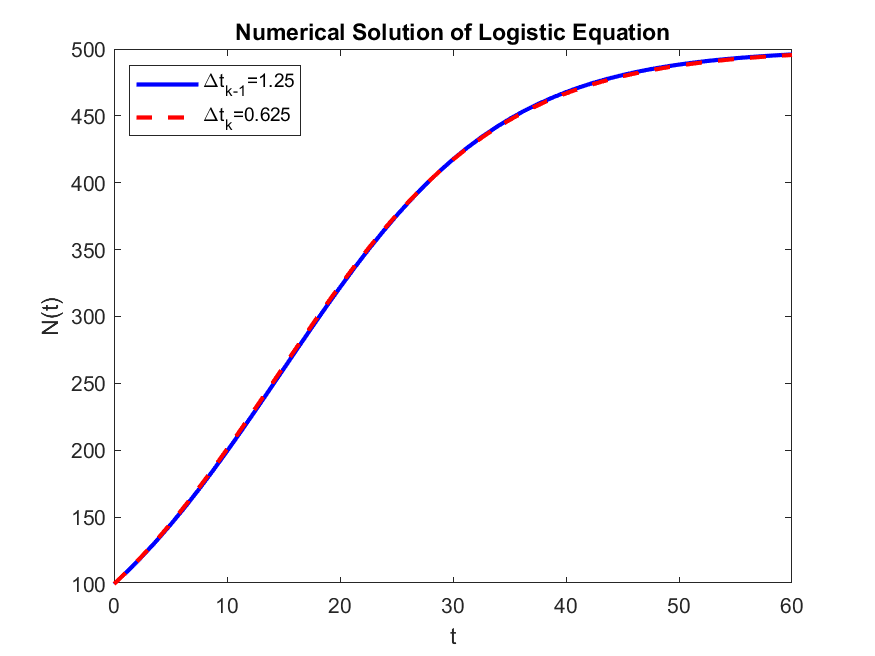 Numerical Solution of Logistic Equation
500
450
400
350
300
250
200
150
100
N(t)
Δt_{k-1}=1.25
Δt_k=0.625
0 10 20 30 40 50 60
t